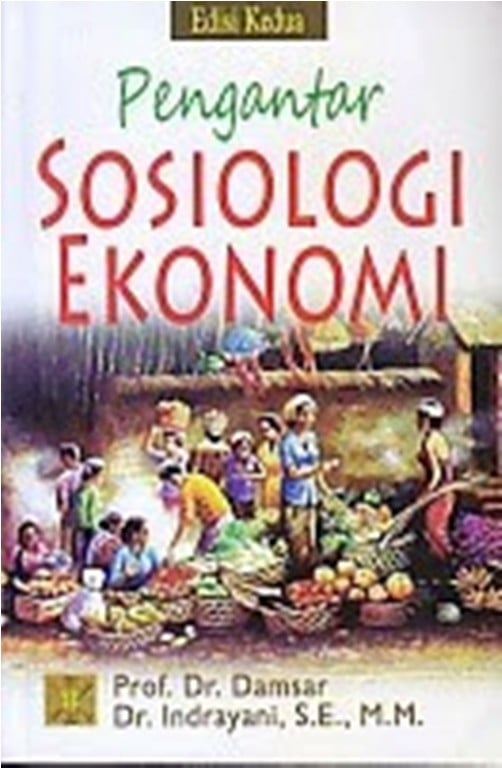 Edisi Kedua
Pengantar
SOSIOLOGI
EKONOMI
Prof. Dr. Damsar
Dr. Indrayani, S.E., M.M.